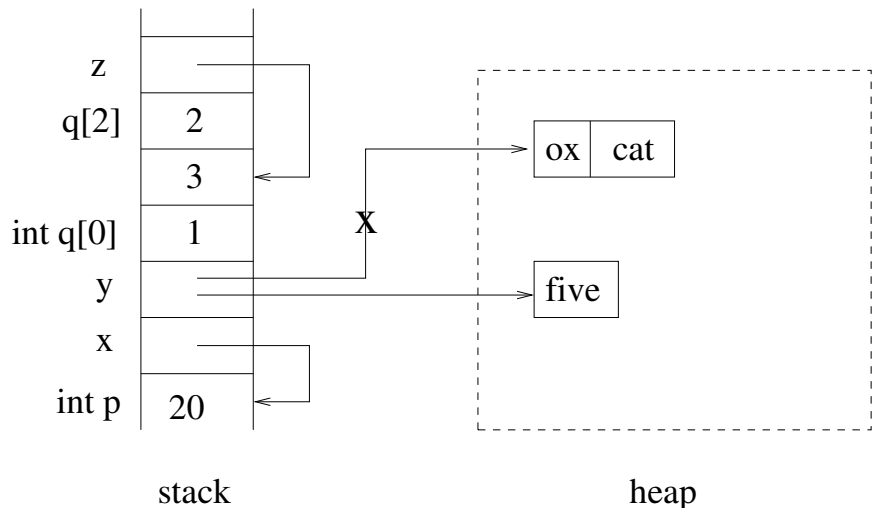 z
q[2] 2
3
ox cat
int q[0] 1
X
y
five
x
int p 20
stack heap